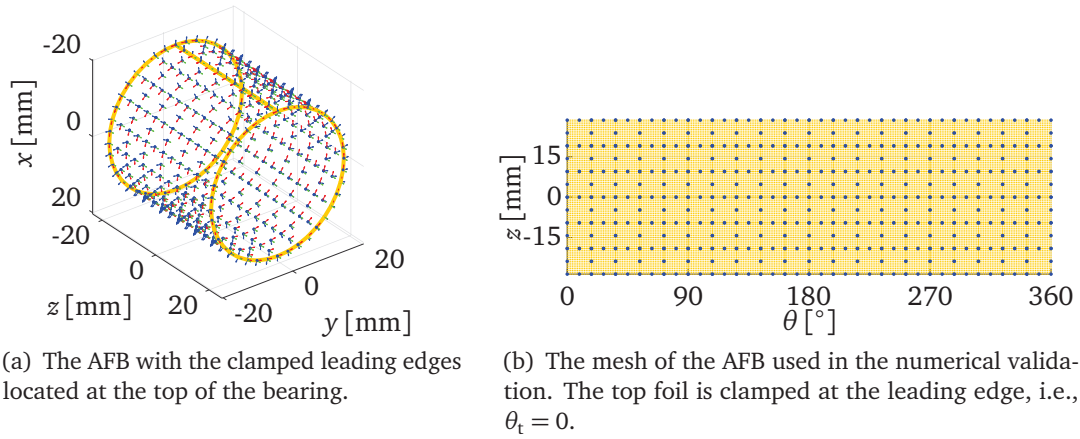 -20
0
20
x [mm]
-20
0
20
z [mm]
-20
0
20
y [mm]
15
0
-15
z [mm]
0
90
180
270
360
θ [°]
(a) The AFB with the clamped leading edges
located at the top of the bearing.
(b) The mesh of the AFB used in the numerical valida-
tion. The top foil is clamped at the leading edge, i.e.,
θt = 0.